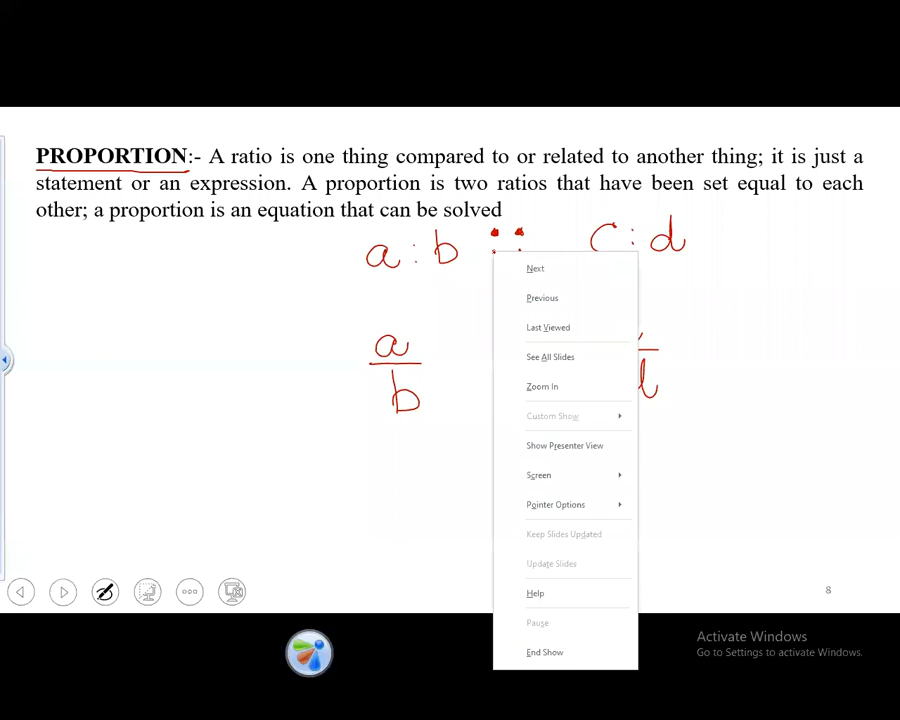 PROPORTION:- A ratio is one thing compared to or related to another thing; it is just a
statement or an expression. A proportion is two ratios that have been set equal to each
other; a proportion is an equation that can be solved
a : b :: c : d
Next
Previous
Last Viewed
a
b
See All Slides
Zoom In
Custom Show
Show Presenter View
Screen
Pointer Options
Keep Slides Updated
Update Slides
Help
8
Pause
Activate Windows
Go to Settings to activate Windows.
End Show